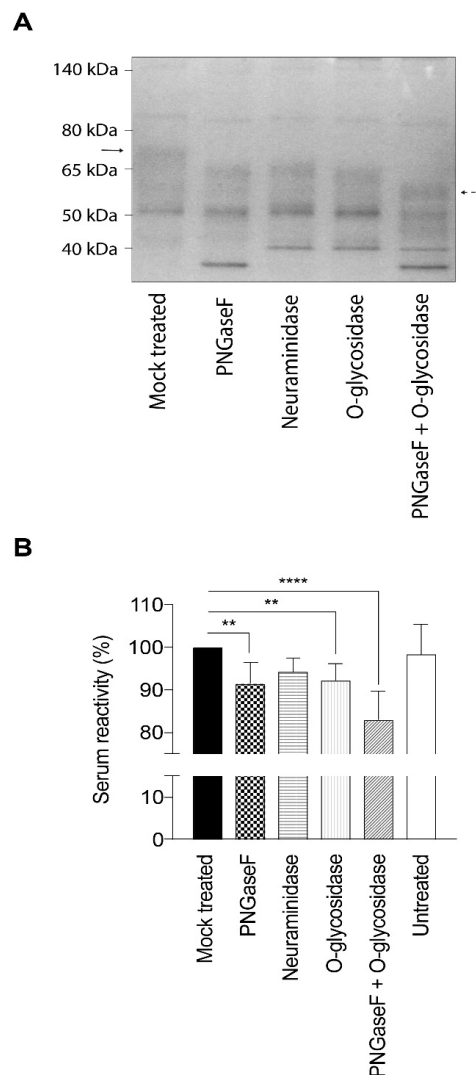 A
140 kDa
80 kDa
65 kDa
50 kDa
40 kDa
Mock treated
PNGaseF
Neuraminidase
O-glycosidase
PNGaseF + O-glycosidase
B
****
**
**
Serum reactivity (%)
110
100
90
80
10
0
Mock treated
PNGaseF
Neuraminidase
O-glycosidase
PNGaseF + O-glycosidase
Untreated